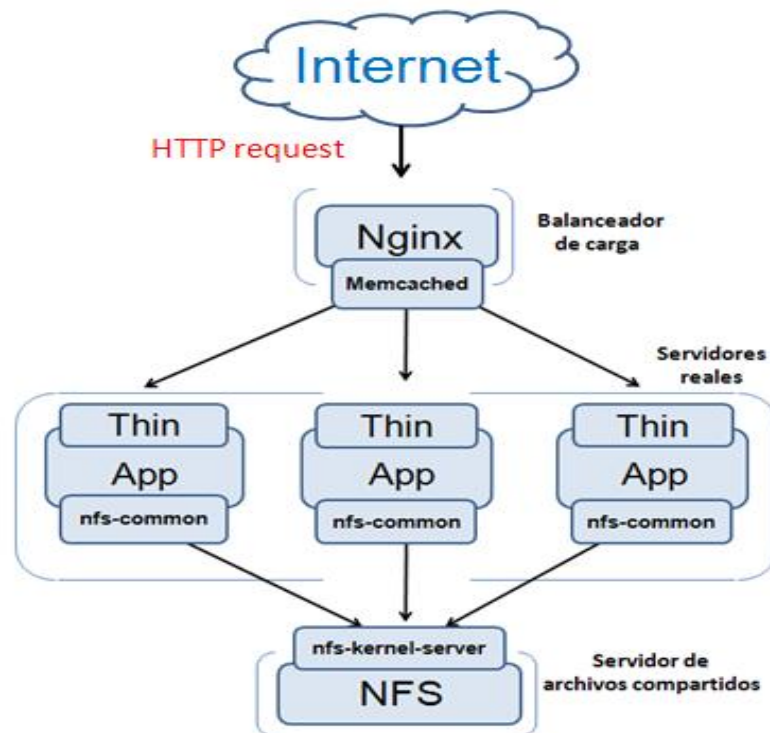 Internet
HTTP request
Nginx
Balanceador
de carga
Memcached
Servidores
reales
Thin
Thin
Thin
App
App
App
nfs-common
nfs-common
nfs-common
nfs-kernel-server
NFS
Servidor de
archivos compartidos